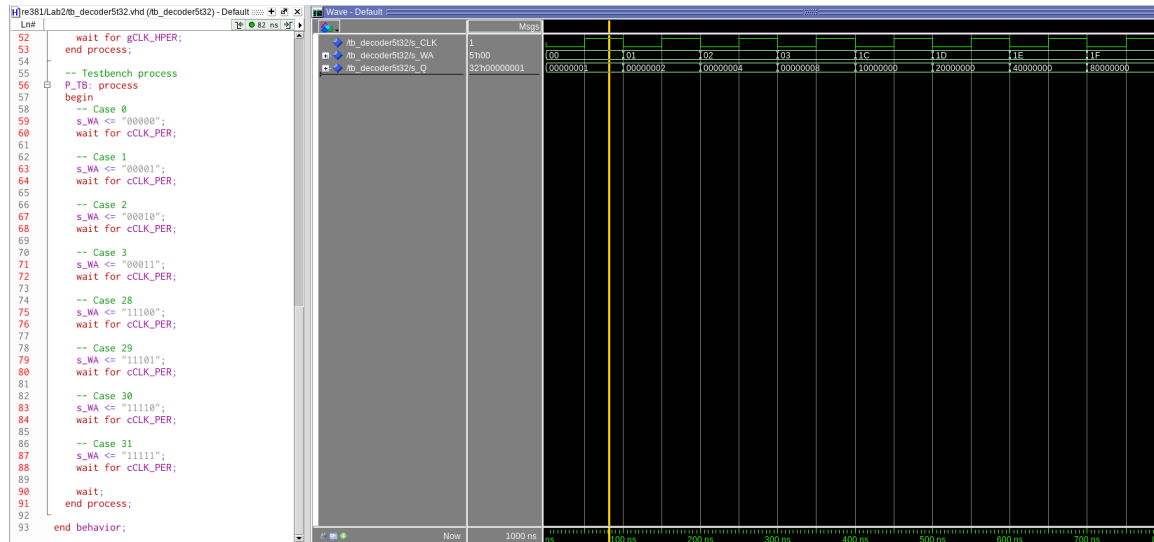 re381/Lab2/tb_decoder5t32.vhd (/tb_decoder5t32) - Default
Ln#
82 ns
52 wait for gCLK_HPER;
53 end process;
54
55 -- Testbench process
56 P_TB: process
57 begin
58 -- Case 0
59 s_WA <= "00000";
60 wait for cCLK_PER;
61
62 -- Case 1
63 s_WA <= "00001";
64 wait for cCLK_PER;
65
66 -- Case 2
67 s_WA <= "00010";
68 wait for cCLK_PER;
69
70 -- Case 3
71 s_WA <= "00011";
72 wait for cCLK_PER;
73
74 -- Case 28
75 s_WA <= "11100";
76 wait for cCLK_PER;
77
78 -- Case 29
79 s_WA <= "11101";
80 wait for cCLK_PER;
81
82 -- Case 30
83 s_WA <= "11110";
84 wait for cCLK_PER;
85
86 -- Case 31
87 s_WA <= "11111";
88 wait for cCLK_PER;
89
90 wait;
91 end process;
92
93 end behavior;
Wave - Default
Msgs
/tb_decoder5t32/s_CLK 1
/tb_decoder5t32/s_WA 5'h00 00 01 02 03 1C 1D 1E 1F
/tb_decoder5t32/s_Q 32'h00000001 00000001 00000002 00000004 00000008 10000000 20000000 40000000 80000000
Now 1000 ns ns 100 ns 200 ns 300 ns 400 ns 500 ns 600 ns 700 ns